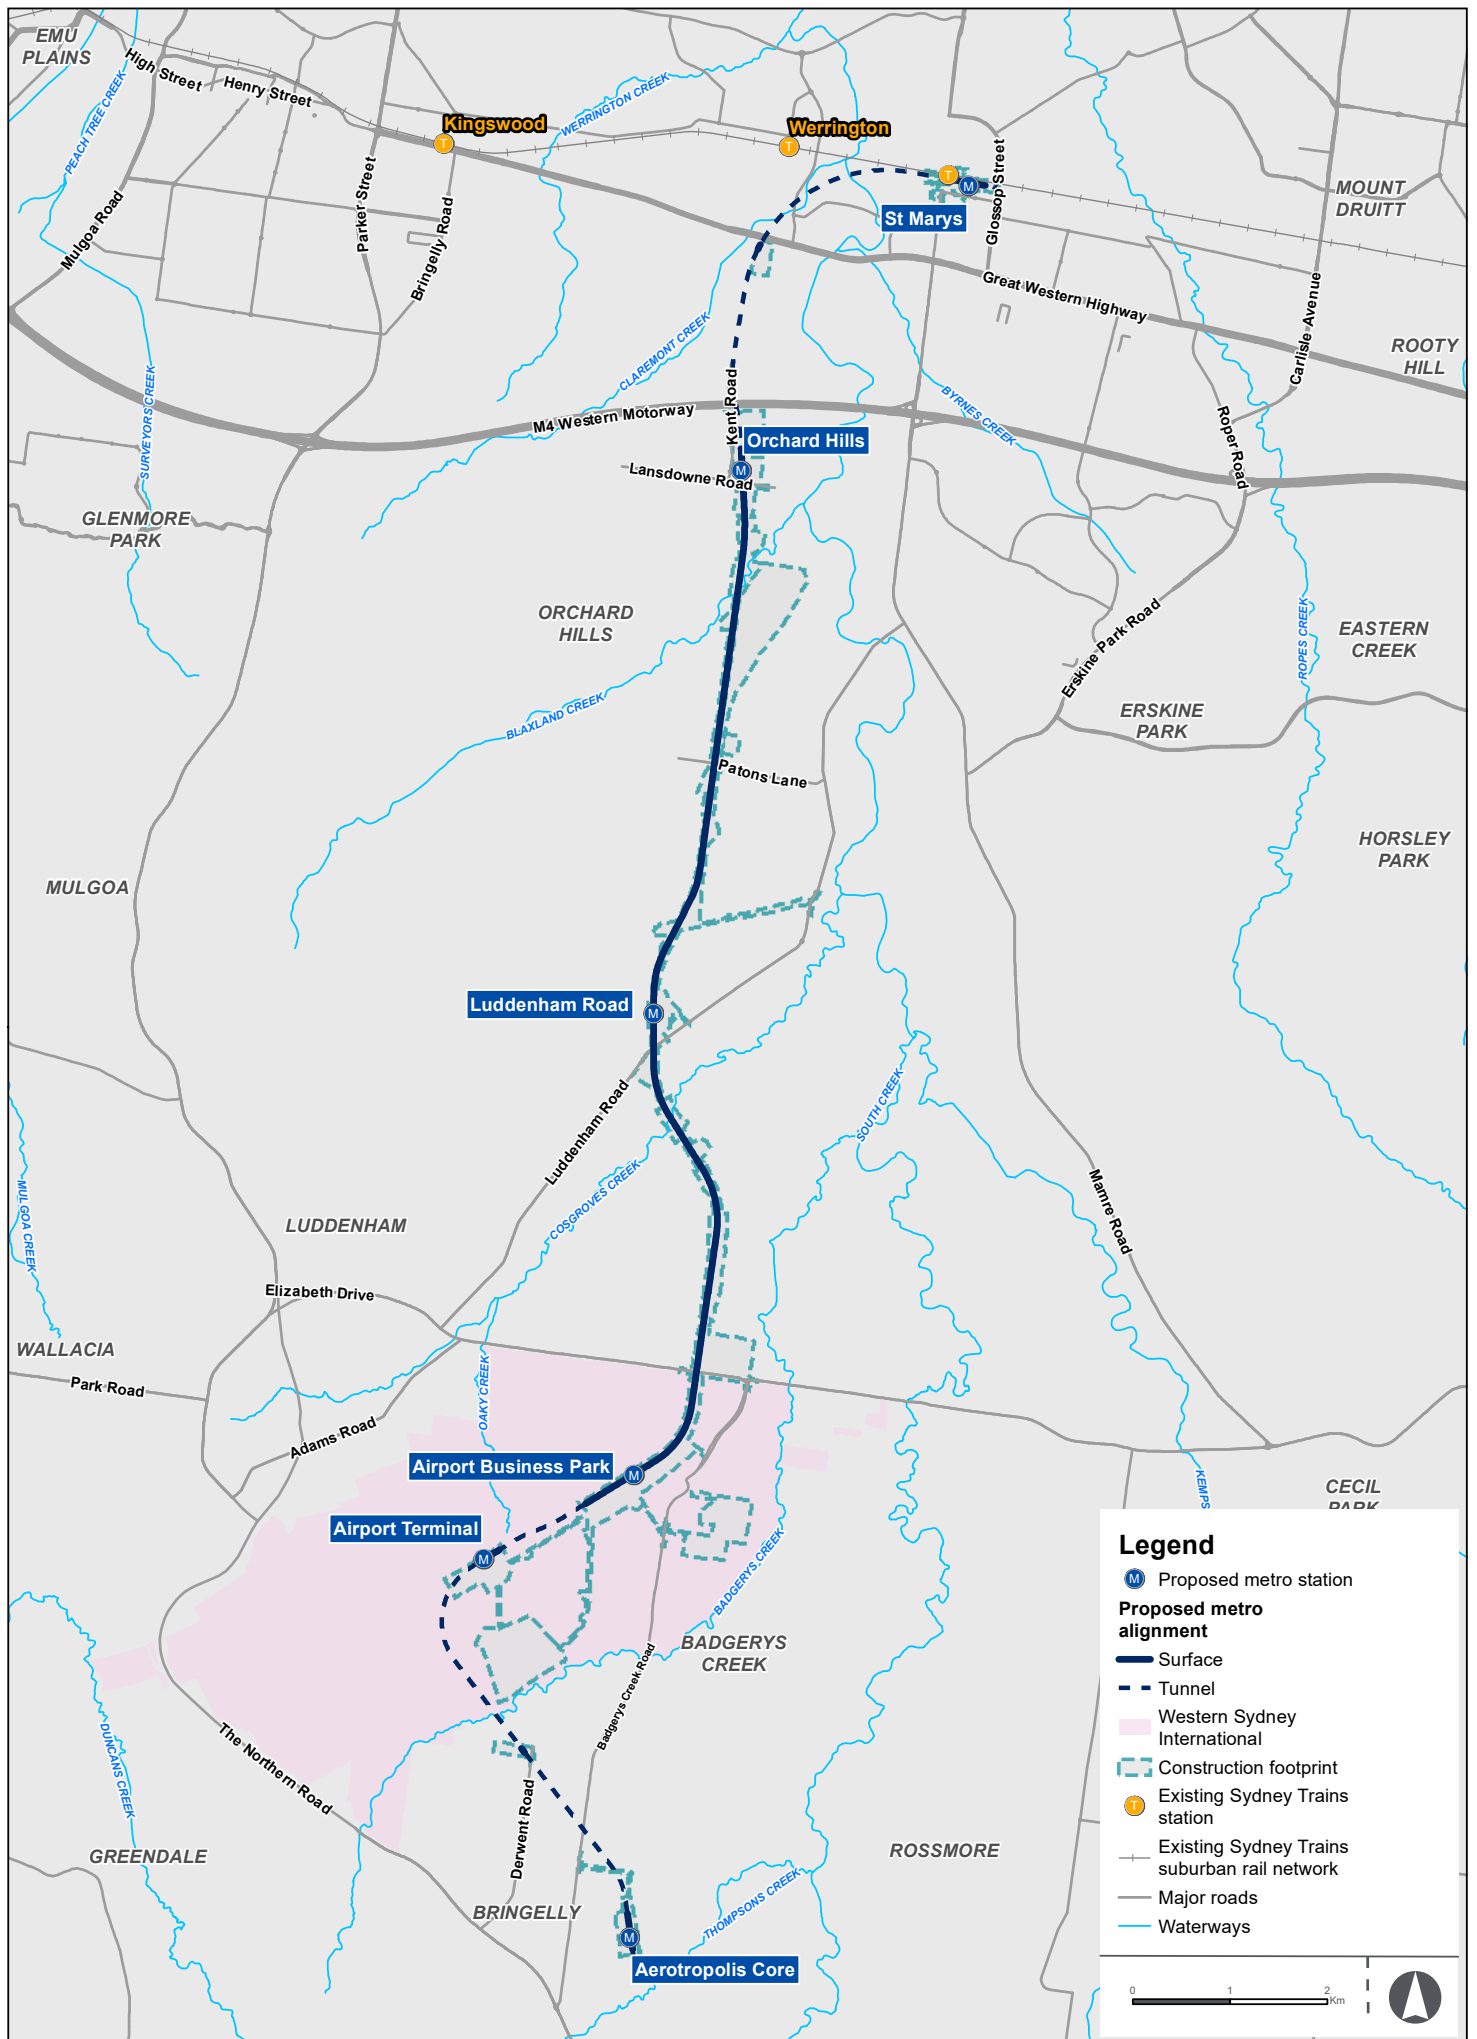 EMU
PLAINS
High Street
Henry Street
PEACH TREE CREEK
Kingswood
WERRINGTON CREEK
Werrington
T
T
T
M
St Marys
Glossop Street
MOUNT
DRUITT
Mulgoa Road
Parker Street
Bringelly Road
Great Western Highway
Carlisle Avenue
ROOTY
HILL
CLAREMONT CREEK
SURVEYORS CREEK
Kent Road
M4 Western Motorway
BYRNES CREEK
Roper Road
Orchard Hills
M
Lansdowne Road
GLENMORE
PARK
ORCHARD
HILLS
ROPES CREEK
EASTERN
CREEK
Erskine Park Road
BLAXLAND CREEK
ERSKINE
PARK
Patons Lane
HORSLEY
PARK
MULGOA
Luddenham Road
M
Luddenham Road
SOUTH CREEK
COSGROVES CREEK
MULGOA CREEK
Mamre Road
LUDDENHAM
Elizabeth Drive
WALLACIA
Park Road
OAKY CREEK
Adams Road
Airport Business Park
M
KEMPS
CECIL
PARK
Airport Terminal
M
BADGERYS CREEK
BADGERYS
CREEK
Badgerys Creek Road
DUNCANS CREEK
The Northern Road
Derwent Road
GREENDALE
ROSSMORE
BRINGELLY
THOMPSONS CREEK
M
Aerotropolis Core
Legend
M Proposed metro station
Proposed metro
alignment
Surface
Tunnel
Western Sydney
International
Construction footprint
T Existing Sydney Trains
station
Existing Sydney Trains
suburban rail network
Major roads
Waterways
0 1 2
Km